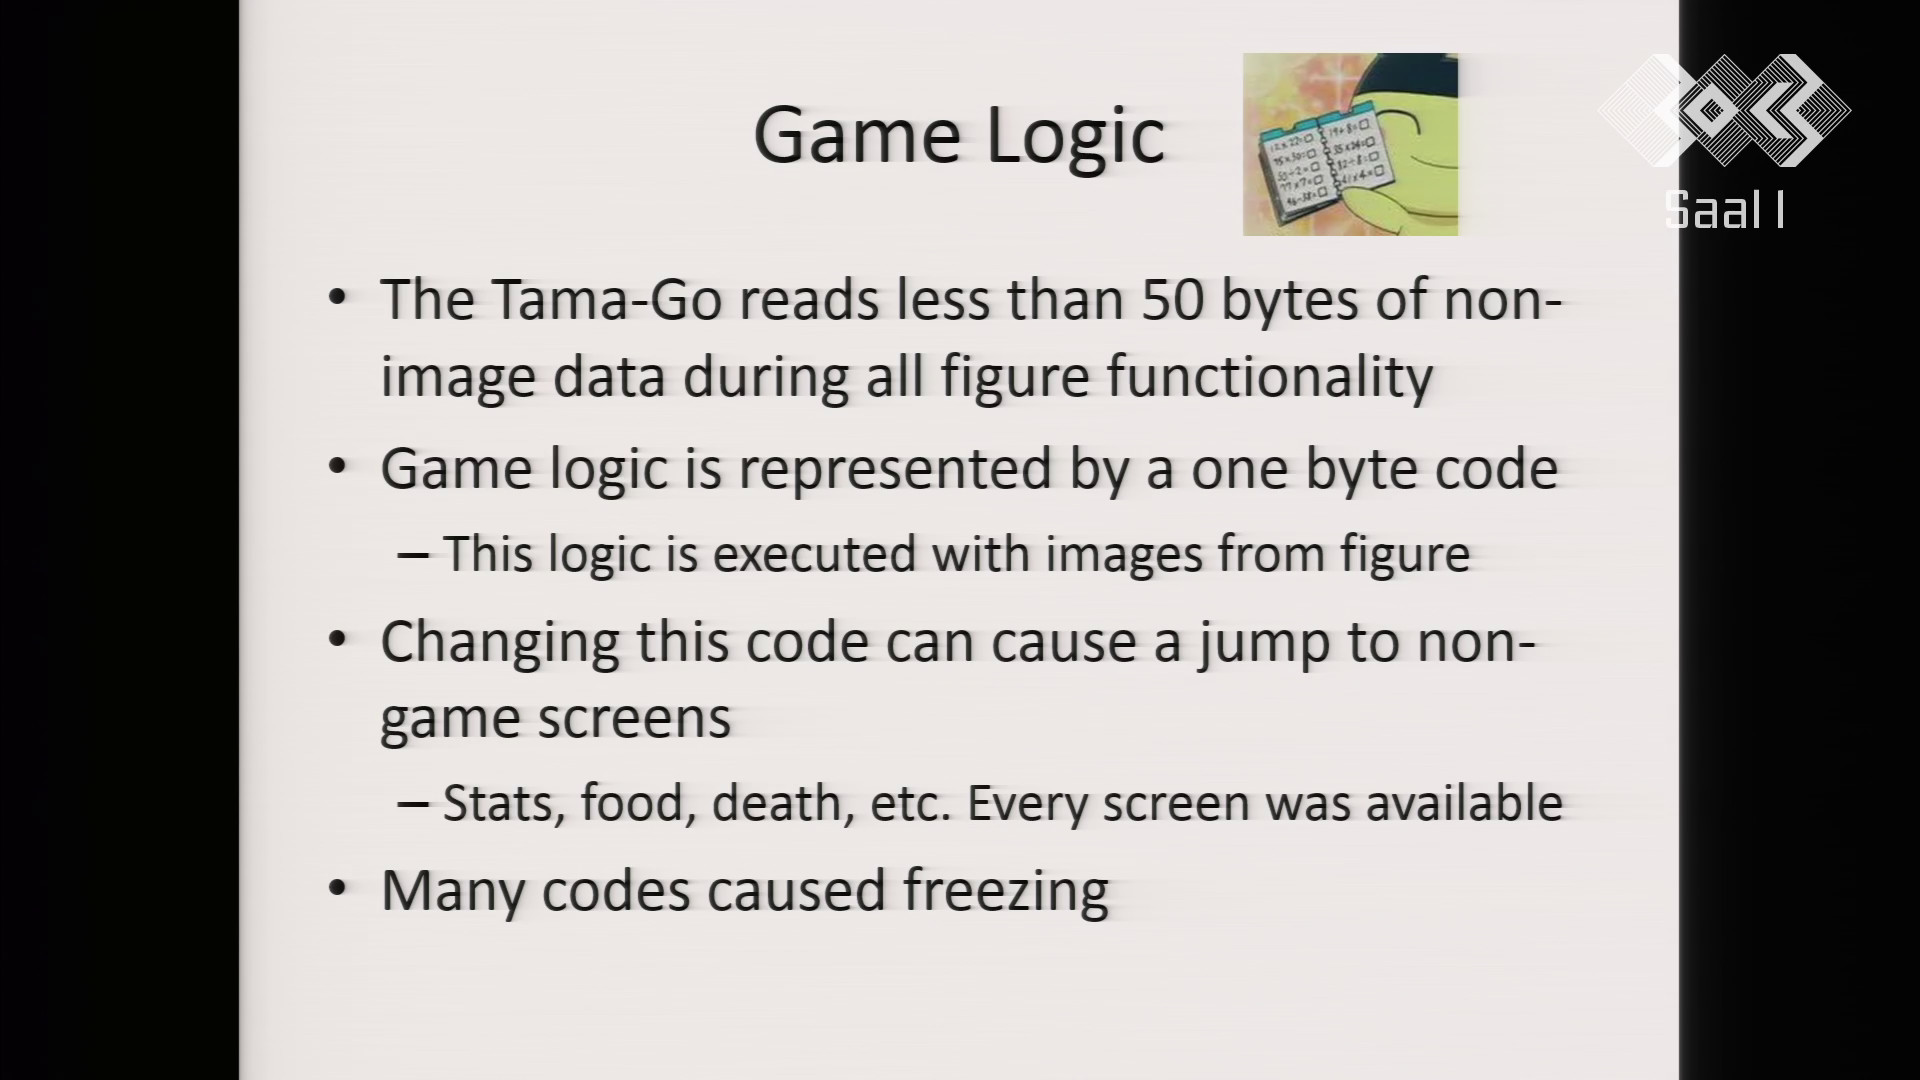 Game Logic
Saal 1
• The Tama-Go reads less than 50 bytes of non-
image data during all figure functionality
• Game logic is represented by a one byte code
– This logic is executed with images from figure
• Changing this code can cause a jump to non-
game screens
– Stats, food, death, etc. Every screen was available
• Many codes caused freezing